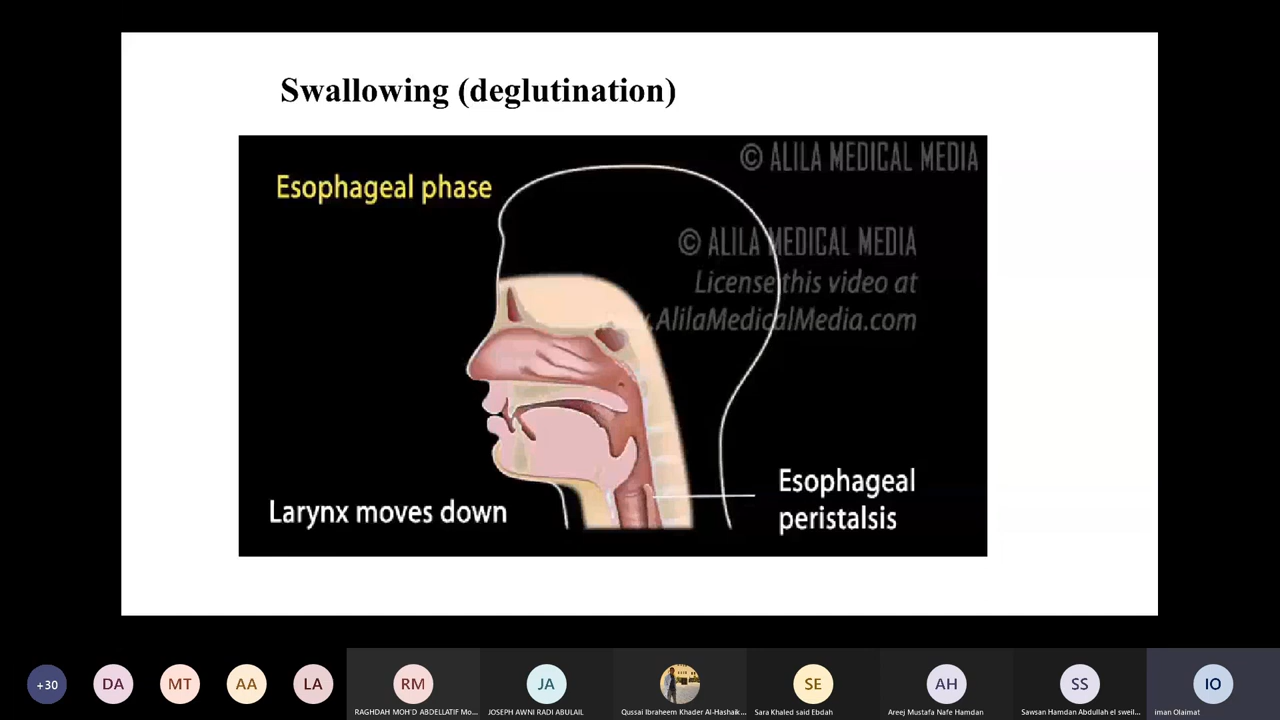 Swallowing (deglutination)
© ALILA MEDICAL MEDIA
Esophageal phase
© ALILA MEDICAL MEDIA
License this video at
.AlilaMedicalMedia.com
Esophageal
peristalsis
Larynx moves down
+30
DA
MT
AA
LA
RM
JA
SE
AH
SS
IO
RAGHDAH MOH'D ABDELLATIF Mo...
JOSEPH AWNI RADI ABULAIL
Qussai Ibraheem Khader Al-Hashaik...
Sara Khaled said Ebdah
Areej Mustafa Nafe Hamdan
Sawsan Hamdan Abdullah el sweil...
iman Olaimat